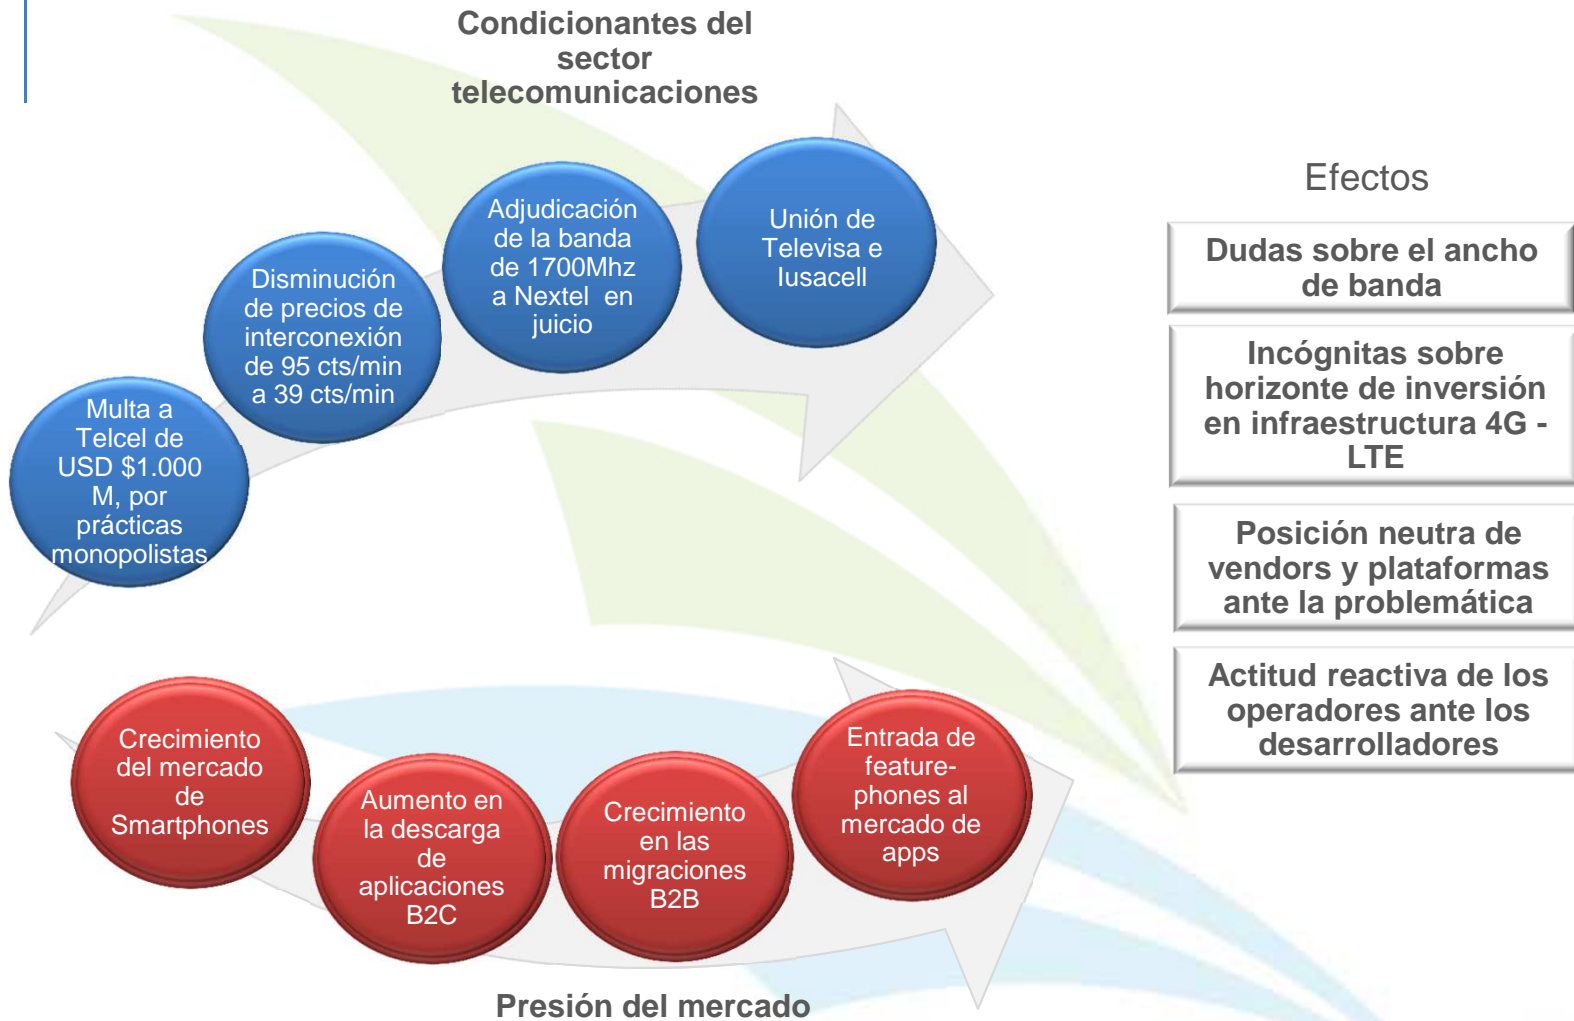 Condicionantes del
sector
telecomunicaciones
Multa a
Telcel de
USD $1.000
M, por
prácticas
monopolistas
Disminución
de precios de
interconexión
de 95 cts/min
a 39 cts/min
Adjudicación
de la banda
de 1700Mhz
a Nextel en
juicio
Unión de
Televisa e
Iusacell
Efectos
Dudas sobre el ancho
de banda
Incógnitas sobre
horizonte de inversión
en infraestructura 4G -
LTE
Posición neutra de
vendors y plataformas
ante la problemática
Actitud reactiva de los
operadores ante los
desarrolladores
Crecimiento
del mercado
de
Smartphones
Aumento en
la descarga
de
aplicaciones
B2C
Crecimiento
en las
migraciones
B2B
Entrada de
feature-
phones al
mercado de
apps
Presión del mercado